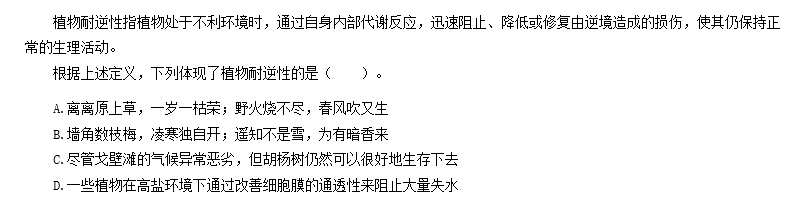 植物耐逆性指植物处于不利环境时，通过自身内部代谢反应，迅速阻止、降低或修复由逆境造成的损伤，使其仍保持正
常的生理活动。
根据上述定义，下列体现了植物耐逆性的是（　　）。
A.离离原上草，一岁一枯荣；野火烧不尽，春风吹又生
B.墙角数枝梅，凌寒独自开；遥知不是雪，为有暗香来
C.尽管戈壁滩的气候异常恶劣，但胡杨树仍然可以很好地生存下去
D.一些植物在高盐环境下通过改善细胞膜的通透性来阻止大量失水